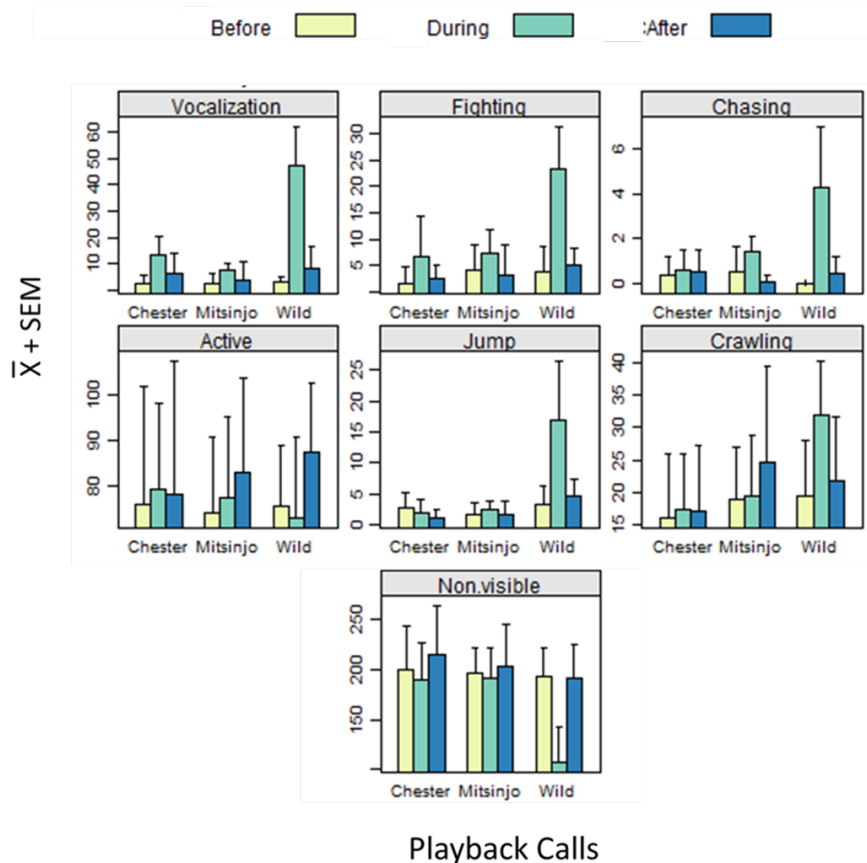 Before During After
Vocalization Fighting Chasing
60 50 40 30 20 10
30 25 20 15 10 5
6 4 2 0
X̄ + SEM
Chester Mitsinjo Wild Chester Mitsinjo Wild Chester Mitsinjo Wild
Active Jump Crawling
100 90 80
25 20 15 10 5 0
40 35 30 25 20 15
Chester Mitsinjo Wild Chester Mitsinjo Wild Chester Mitsinjo Wild
Non.visible
250 200 150
Chester Mitsinjo Wild
Playback Calls